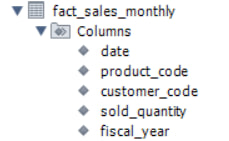 fact_sales_monthly
Columns
date
product_code
customer_code
sold_quantity
fiscal_year